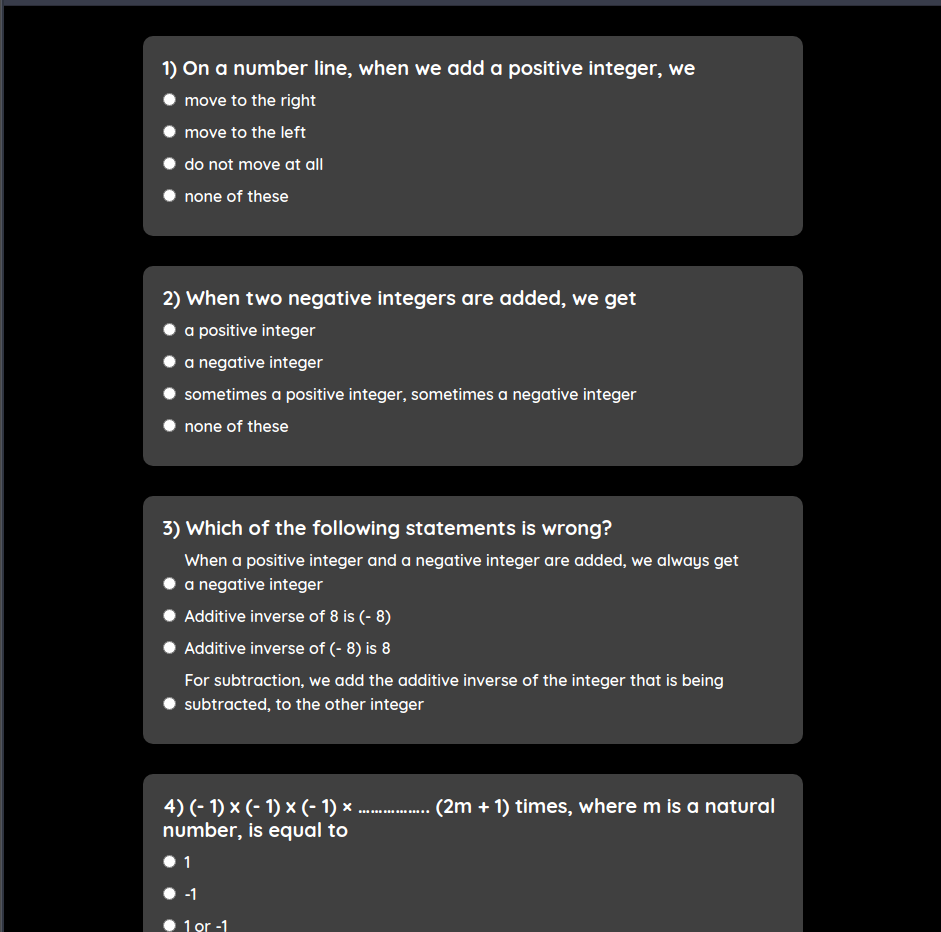 1) On a number line, when we add a positive integer, we
move to the right
move to the left
do not move at all
none of these
2) When two negative integers are added, we get
a positive integer
a negative integer
sometimes a positive integer, sometimes a negative integer
none of these
3) Which of the following statements is wrong?
When a positive integer and a negative integer are added, we always get
a negative integer
Additive inverse of 8 is (- 8)
Additive inverse of (- 8) is 8
For subtraction, we add the additive inverse of the integer that is being
subtracted, to the other integer
4) (- 1) x (- 1) x (- 1) × ................ (2m + 1) times, where m is a natural
number, is equal to
1
-1
1 or -1